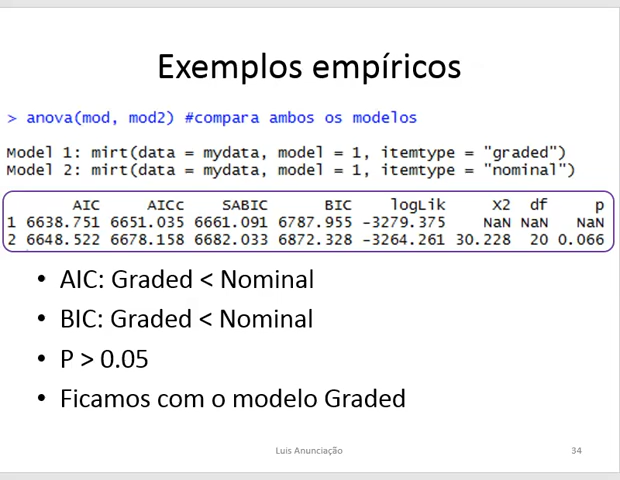 Exemplos empíricos
> anova(mod, mod2) #compara ambos os modelos
Model 1: mirt(data = mydata, model = 1, itemtype = "graded")
Model 2: mirt(data = mydata, model = 1, itemtype = "nominal")
AIC AICc SABIC BIC logLik X2 df p
1 6638.751 6651.035 6661.091 6787.955 -3279.375 NaN NaN NaN
2 6648.522 6678.158 6682.033 6872.328 -3264.261 30.228 20 0.066
• AIC: Graded < Nominal
• BIC: Graded < Nominal
• P > 0.05
• Ficamos com o modelo Graded
Luis Anunciação
34